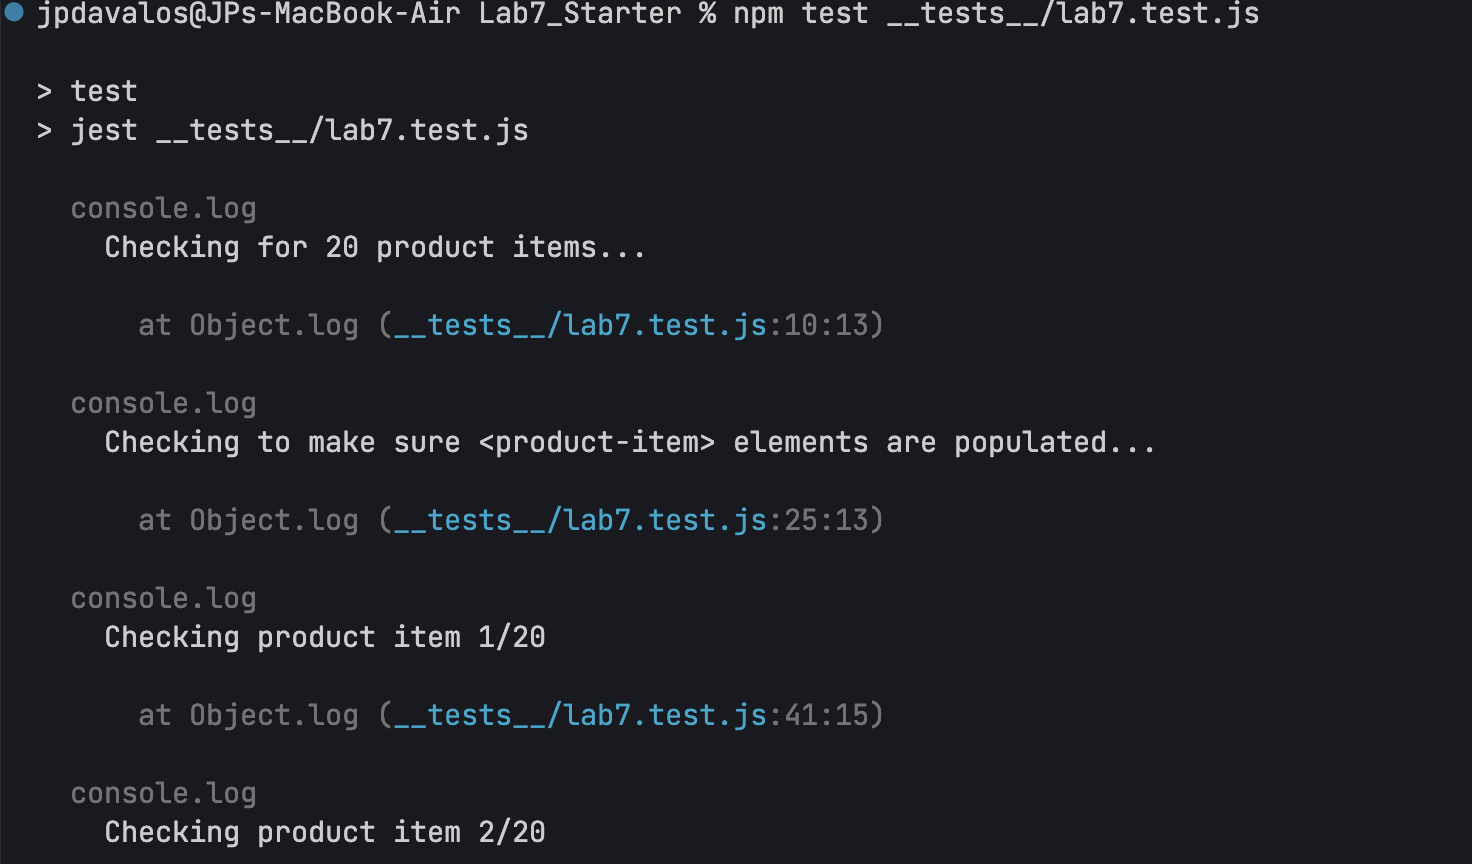 jpdavalos@JPs-MacBook-Air Lab7_Starter % npm test __tests__/lab7.test.js
> test
> jest __tests__/lab7.test.js
console.log
Checking for 20 product items...
at Object.log (__tests__/lab7.test.js:10:13)
console.log
Checking to make sure <product-item> elements are populated...
at Object.log (__tests__/lab7.test.js:25:13)
console.log
Checking product item 1/20
at Object.log (__tests__/lab7.test.js:41:15)
console.log
Checking product item 2/20